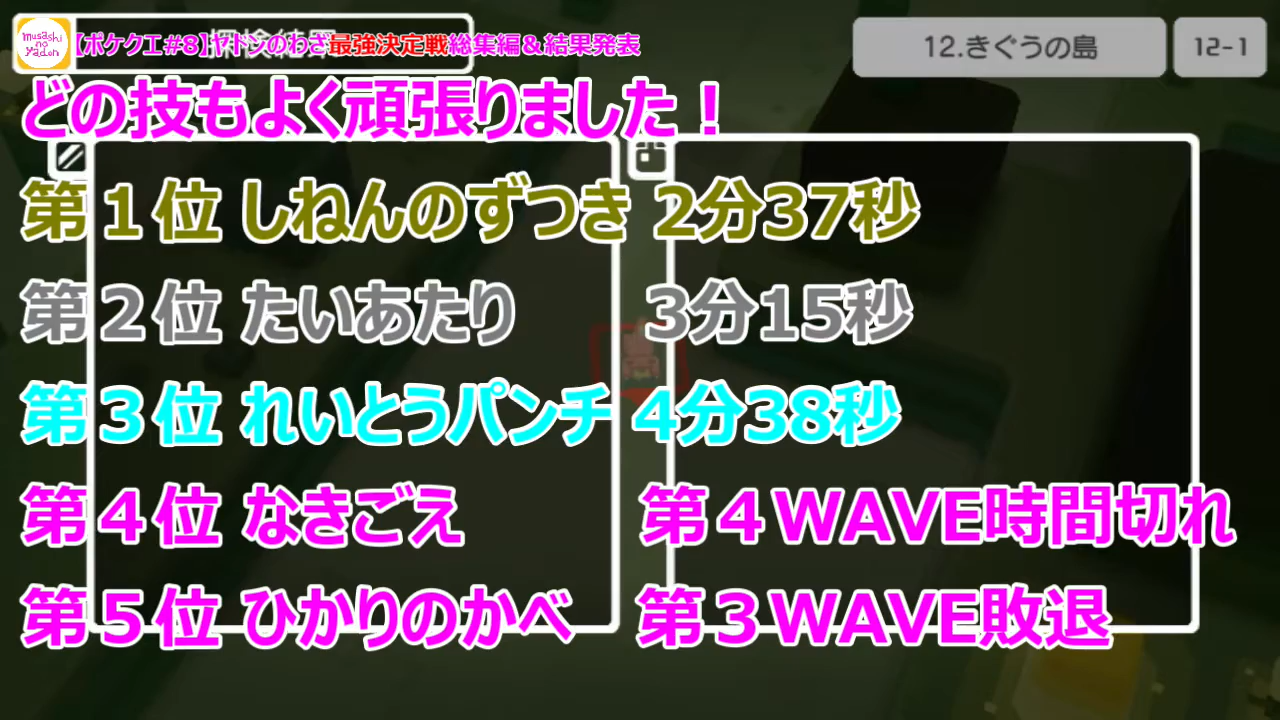 musashi
no
yadon
【ポケクエ#8】ヤドンのわざ最強決定戦総集編＆結果発表
12.きぐうの島
12-1
どの技もよく頑張りました！
第１位 しねんのずつき 2分37秒
第２位 たいあたり 3分15秒
第３位 れいとうパンチ 4分38秒
第４位 なきごえ 第４WAVE時間切れ
第５位 ひかりのかべ 第３WAVE敗退